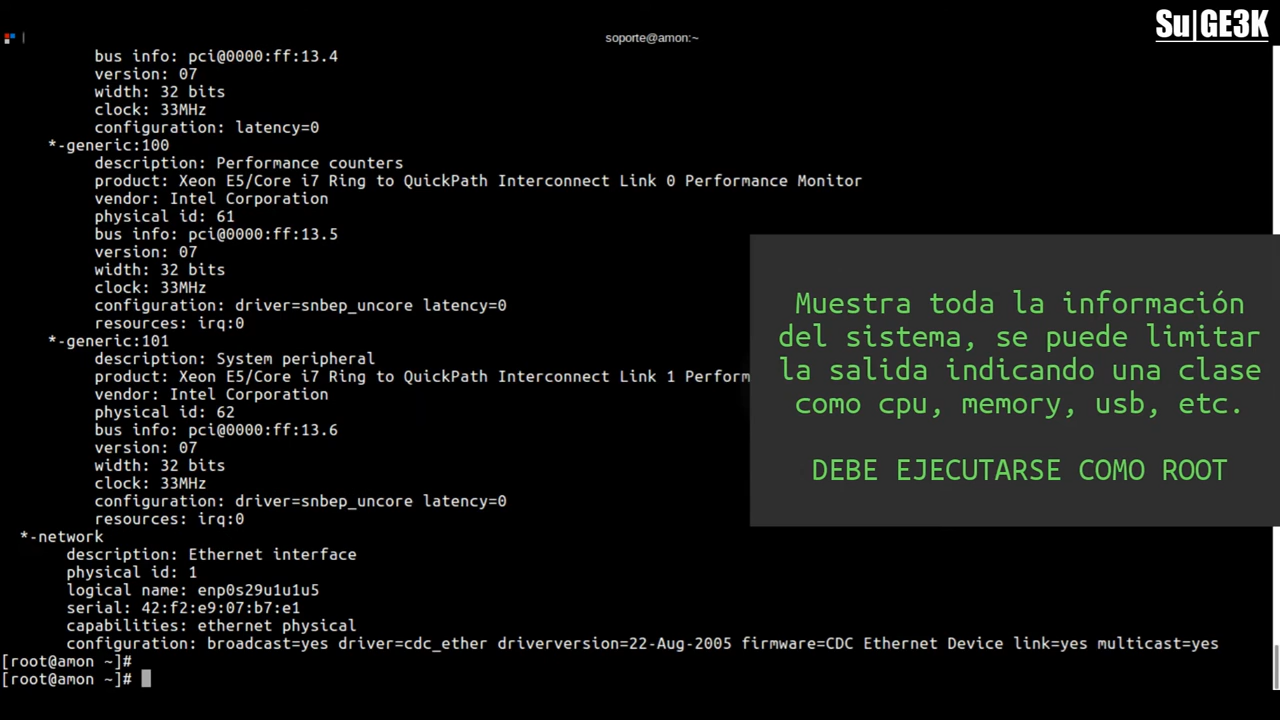 Su|GE3K
soporte@amon:~
bus info: pci@0000:ff:13.4
version: 07
width: 32 bits
clock: 33MHz
configuration: latency=0
*-generic:100
description: Performance counters
product: Xeon E5/Core i7 Ring to QuickPath Interconnect Link 0 Performance Monitor
vendor: Intel Corporation
physical id: 61
bus info: pci@0000:ff:13.5
version: 07
width: 32 bits
clock: 33MHz
configuration: driver=snbep_uncore latency=0
resources: irq:0
*-generic:101
description: System peripheral
product: Xeon E5/Core i7 Ring to QuickPath Interconnect Link 1 Perform
vendor: Intel Corporation
physical id: 62
bus info: pci@0000:ff:13.6
version: 07
width: 32 bits
clock: 33MHz
configuration: driver=snbep_uncore latency=0
resources: irq:0
*-network
description: Ethernet interface
physical id: 1
logical name: enp0s29u1u1u5
serial: 42:f2:e9:07:b7:e1
capabilities: ethernet physical
configuration: broadcast=yes driver=cdc_ether driverversion=22-Aug-2005 firmware=CDC Ethernet Device link=yes multicast=yes
[root@amon ~]#
[root@amon ~]#
Muestra toda la información
del sistema, se puede limitar
la salida indicando una clase
como cpu, memory, usb, etc.
DEBE EJECUTARSE COMO ROOT